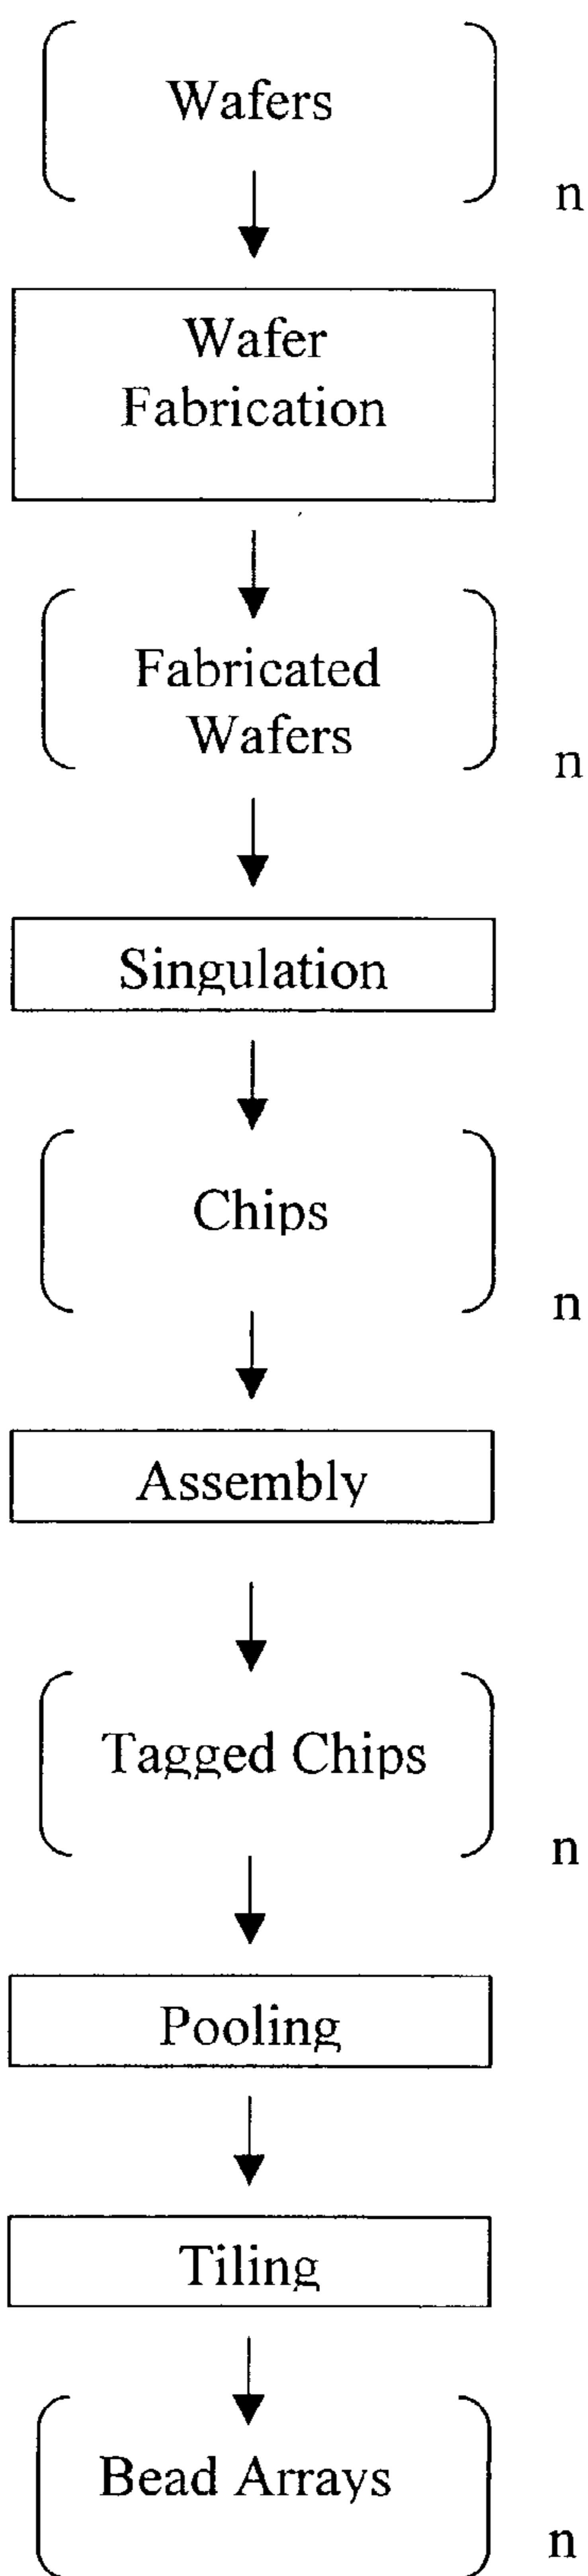 Wafers
n
Wafer
Fabrication
Fabricated
Wafers
n
Singulation
Chips
n
Assembly
Tagged Chips
n
Pooling
Tiling
Bead Arrays
n